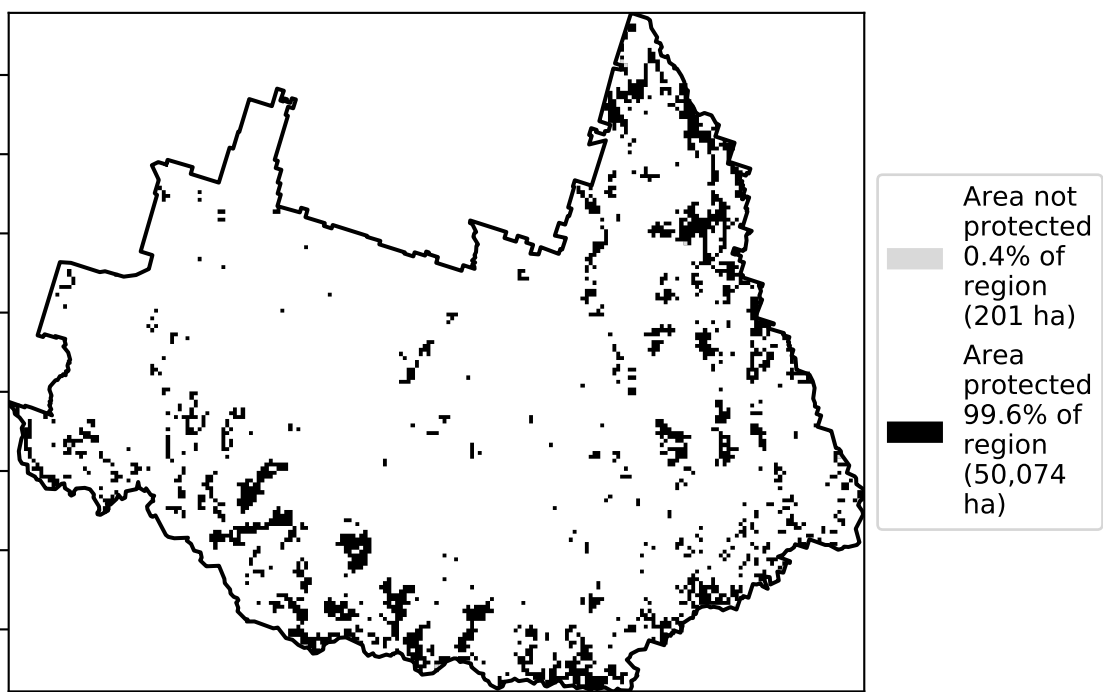 Area not
protected
0.4% of
region
(201 ha)
Area
protected
99.6% of
region
(50,074
ha)